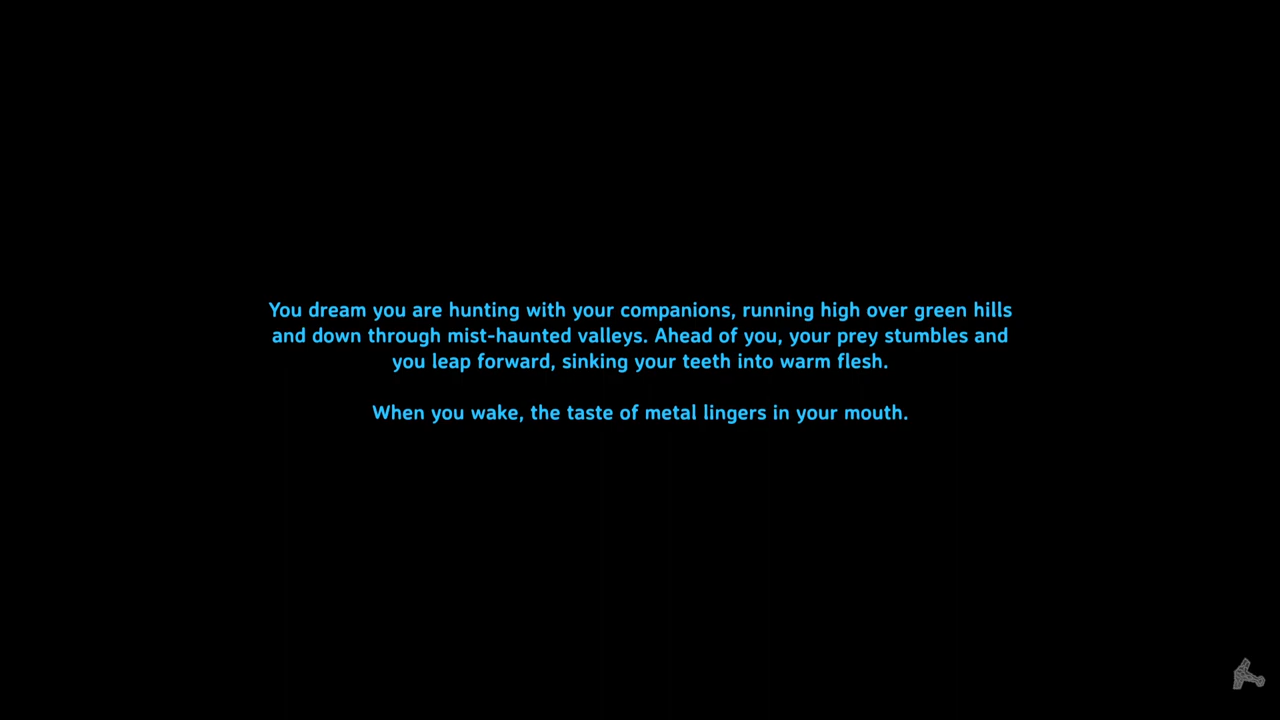 You dream you are hunting with your companions, running high over green hills
and down through mist-haunted valleys. Ahead of you, your prey stumbles and
you leap forward, sinking your teeth into warm flesh.
When you wake, the taste of metal lingers in your mouth.